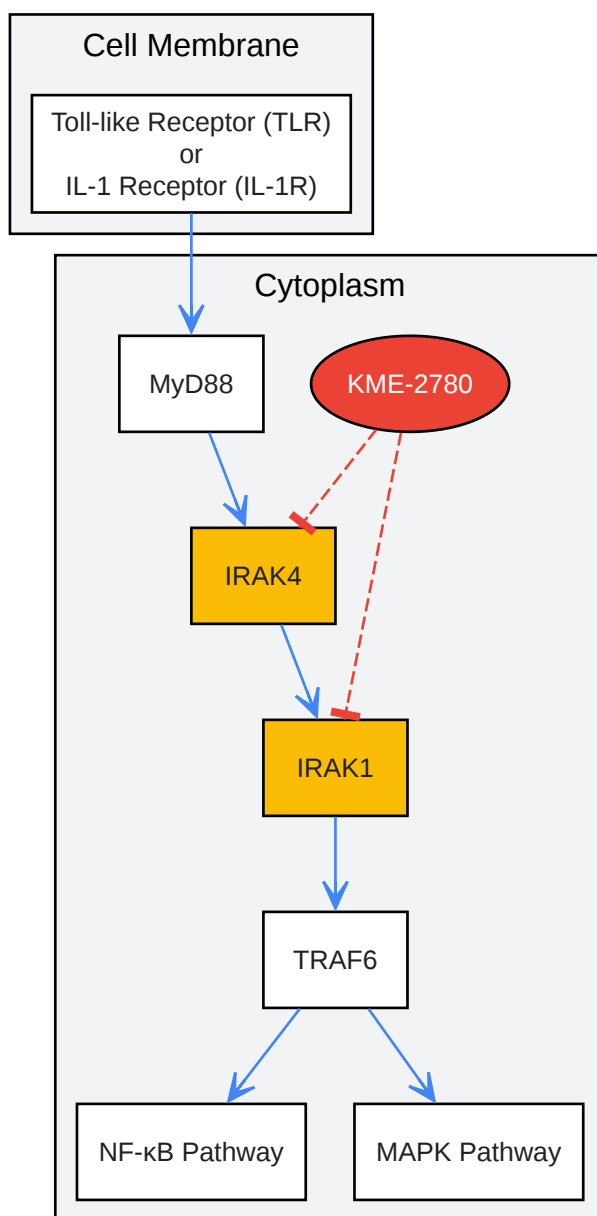 Cell Membrane
Toll-like Receptor (TLR)
or
IL-1 Receptor (IL-1R)
Cytoplasm
MyD88
KME-2780
IRAK4
IRAK1
TRAF6
NF-κB Pathway
MAPK Pathway